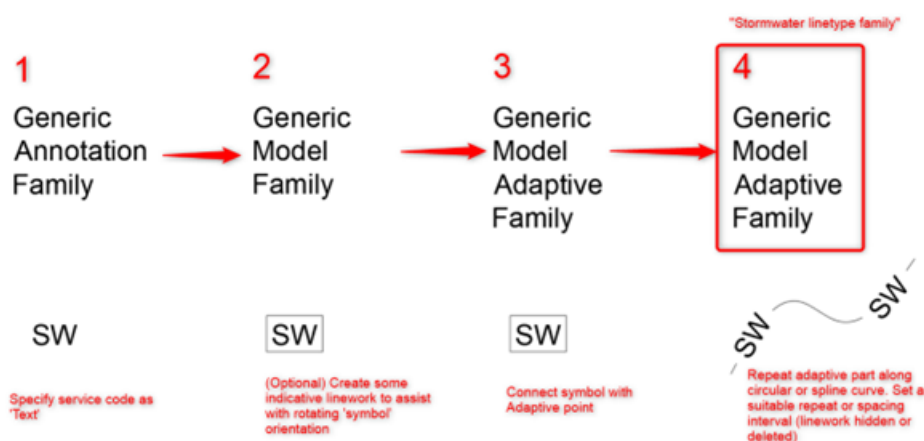 "Stormwater linetype family"
1
Generic
Annotation
Family
2
Generic
Model
Family
3
Generic
Model
Adaptive
Family
4
Generic
Model
Adaptive
Family
SW
Specify service code as
'Text'
SW
(Optional) Create some
indicative linework to assist
with rotating 'symbol'
orientation
SW
Connect symbol with
Adaptive point
SW
SW
Repeat adaptive part along
circular or spline curve. Set a
suitable repeat or spacing
interval (linework hidden or
deleted)